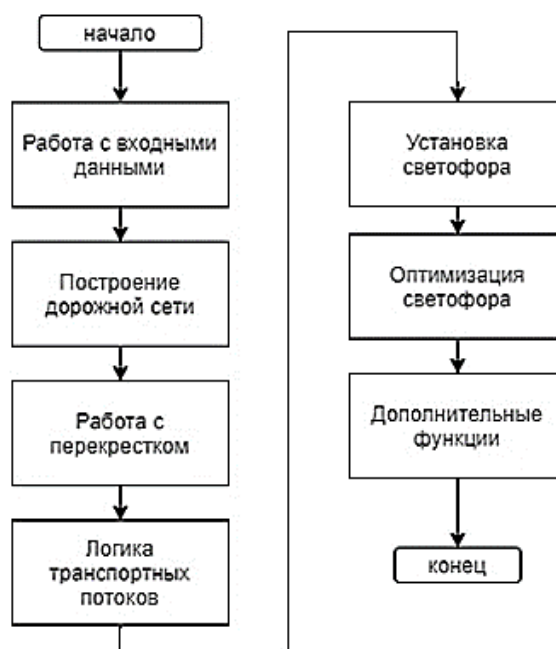 начало
Работа с входными
данными
Построение
дорожной сети
Работа с
перекрестком
Логика
транспортных
потоков
Установка
светофора
Оптимизация
светофора
Дополнительные
функции
конец